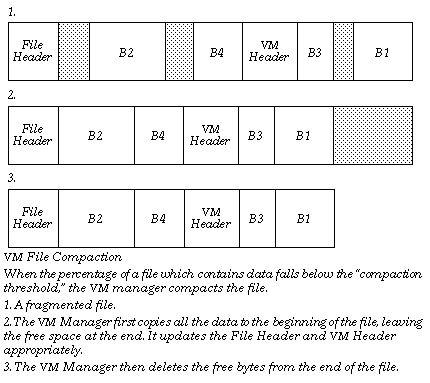 1.
File Header B2 B4 VM Header B3 B1
2.
File Header B2 B4 VM Header B3 B1
3.
File Header B2 B4 VM Header B3 B1
VM File Compaction
When the percentage of a file which contains data falls below the “compaction
threshold,” the VM manager compacts the file.
1. A fragmented file.
2. The VM Manager first copies all the data to the beginning of the file, leaving
the free space at the end. It updates the File Header and VM Header
appropriately.
3. The VM Manager then deletes the free bytes from the end of the file.